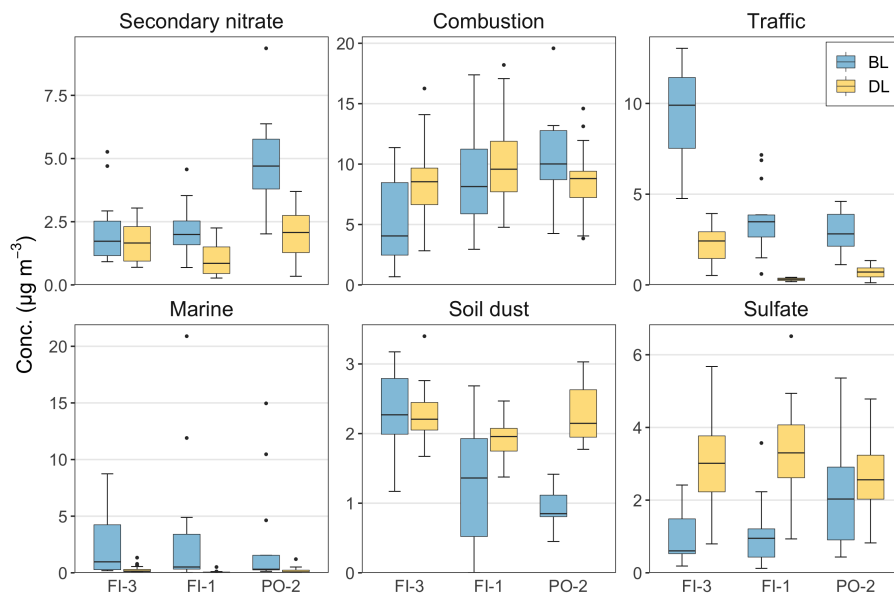 Secondary nitrate
Combustion
Traffic
7.5
5.0
2.5
0.0
20
15
10
5
0
10
5
0
BL
DL
Conc. (μg m⁻³)
Marine
Soil dust
Sulfate
20
15
10
5
0
3
2
1
0
6
4
2
0
FI-3 FI-1 PO-2
FI-3 FI-1 PO-2
FI-3 FI-1 PO-2